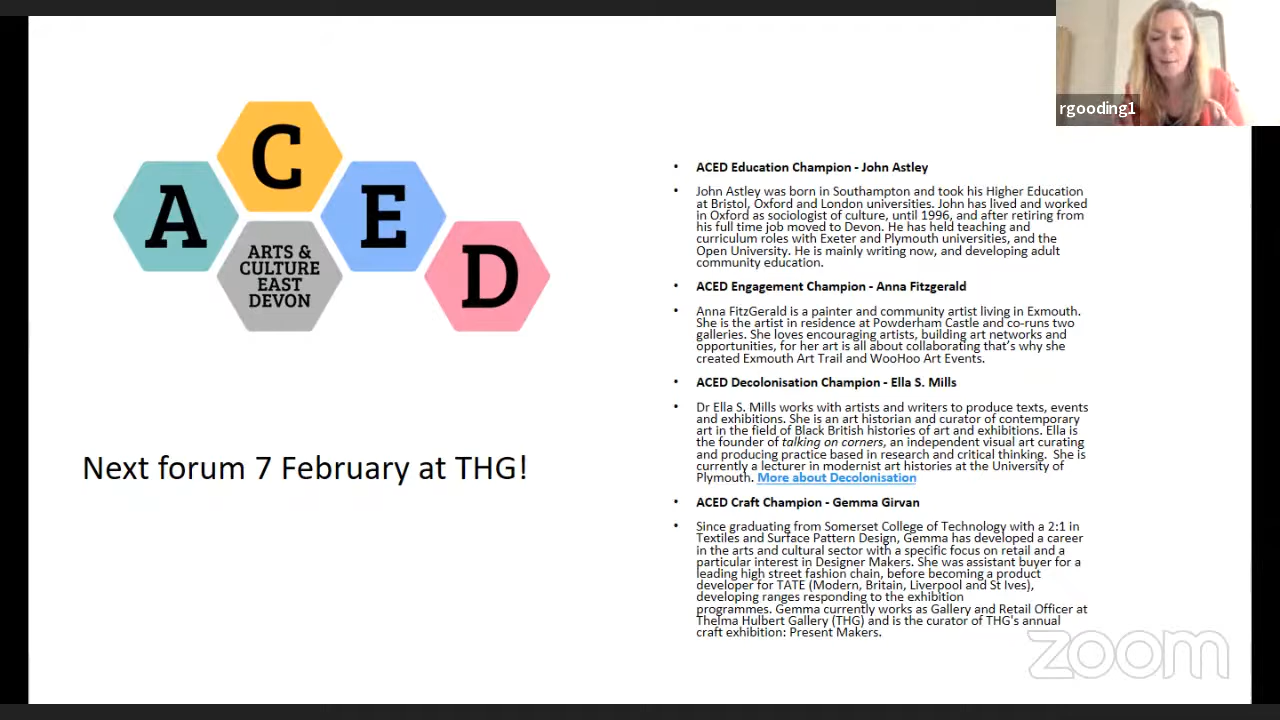 rgooding1
A
C
E
D
ARTS &
CULTURE
EAST
DEVON
Next forum 7 February at THG!
• ACED Education Champion - John Astley
• John Astley was born in Southampton and took his Higher Education
at Bristol, Oxford and London universities. John has lived and worked
in Oxford as sociologist of culture, until 1996, and after retiring from
his full time job moved to Devon. He has held teaching and
curriculum roles with Exeter and Plymouth universities, and the
Open University. He is mainly writing now, and developing adult
community education.
• ACED Engagement Champion - Anna Fitzgerald
• Anna FitzGerald is a painter and community artist living in Exmouth.
She is the artist in residence at Powderham Castle and co-runs two
galleries. She loves encouraging artists, building art networks and
opportunities, for her art is all about collaborating that's why she
created Exmouth Art Trail and WooHoo Art Events.
• ACED Decolonisation Champion - Ella S. Mills
• Dr Ella S. Mills works with artists and writers to produce texts, events
and exhibitions. She is an art historian and curator of contemporary
art in the field of Black British histories of art and exhibitions. Ella is
the founder of talking on corners, an independent visual art curating
and producing practice based in research and critical thinking. She is
currently a lecturer in modernist art histories at the University of
Plymouth. More about Decolonisation
• ACED Craft Champion - Gemma Girvan
• Since graduating from Somerset College of Technology with a 2:1 in
Textiles and Surface Pattern Design, Gemma has developed a career
in the arts and cultural sector with a specific focus on retail and a
particular interest in Designer Makers. She was assistant buyer for a
leading high street fashion chain, before becoming a product
developer for TATE (Modern, Britain, Liverpool and St Ives),
developing ranges responding to the exhibition
programmes. Gemma currently works as Gallery and Retail Officer at
Thelma Hulbert Gallery (THG) and is the curator of THG's annual
craft exhibition: Present Makers.
zoom